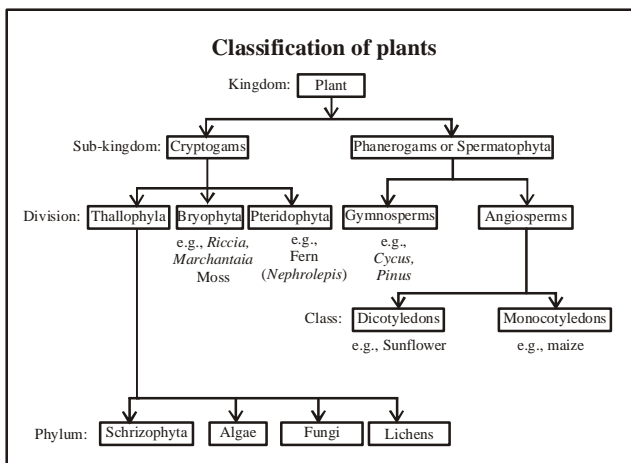 Classification of plants
Kingdom: Plant
Sub-kingdom: Cryptogams Phanerogams or Spermatophyta
Division: Thallophyla Bryophyta Pteridophyta Gymnosperms Angiosperms
e.g., Riccia, e.g., e.g.,
Marchantaia Fern Cycus,
Moss (Nephrolepis) Pinus
Class: Dicotyledons Monocotyledons
e.g., Sunflower e.g., maize
Phylum: Schrizophyta Algae Fungi Lichens